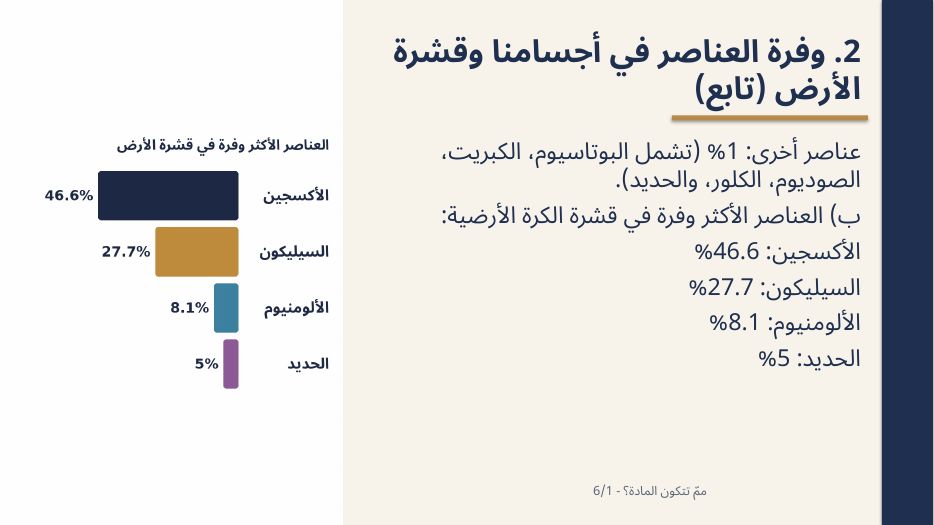 2. وفرة العناصر في أجسامنا وقشرة
الأرض (تابع)
عناصر أخرى: 1% (تشمل البوتاسيوم، الكبريت،
الصوديوم، الكلور، والحديد).
ب) العناصر الأكثر وفرة في قشرة الكرة الأرضية:
الأكسجين: 46.6%
السيليكون: 27.7%
الألومنيوم: 8.1%
الحديد: 5%
العناصر الأكثر وفرة في قشرة الأرض
الأكسجين 46.6%
السيليكون 27.7%
الألومنيوم 8.1%
الحديد 5%
ممّ تتكون المادة؟ - 6/1